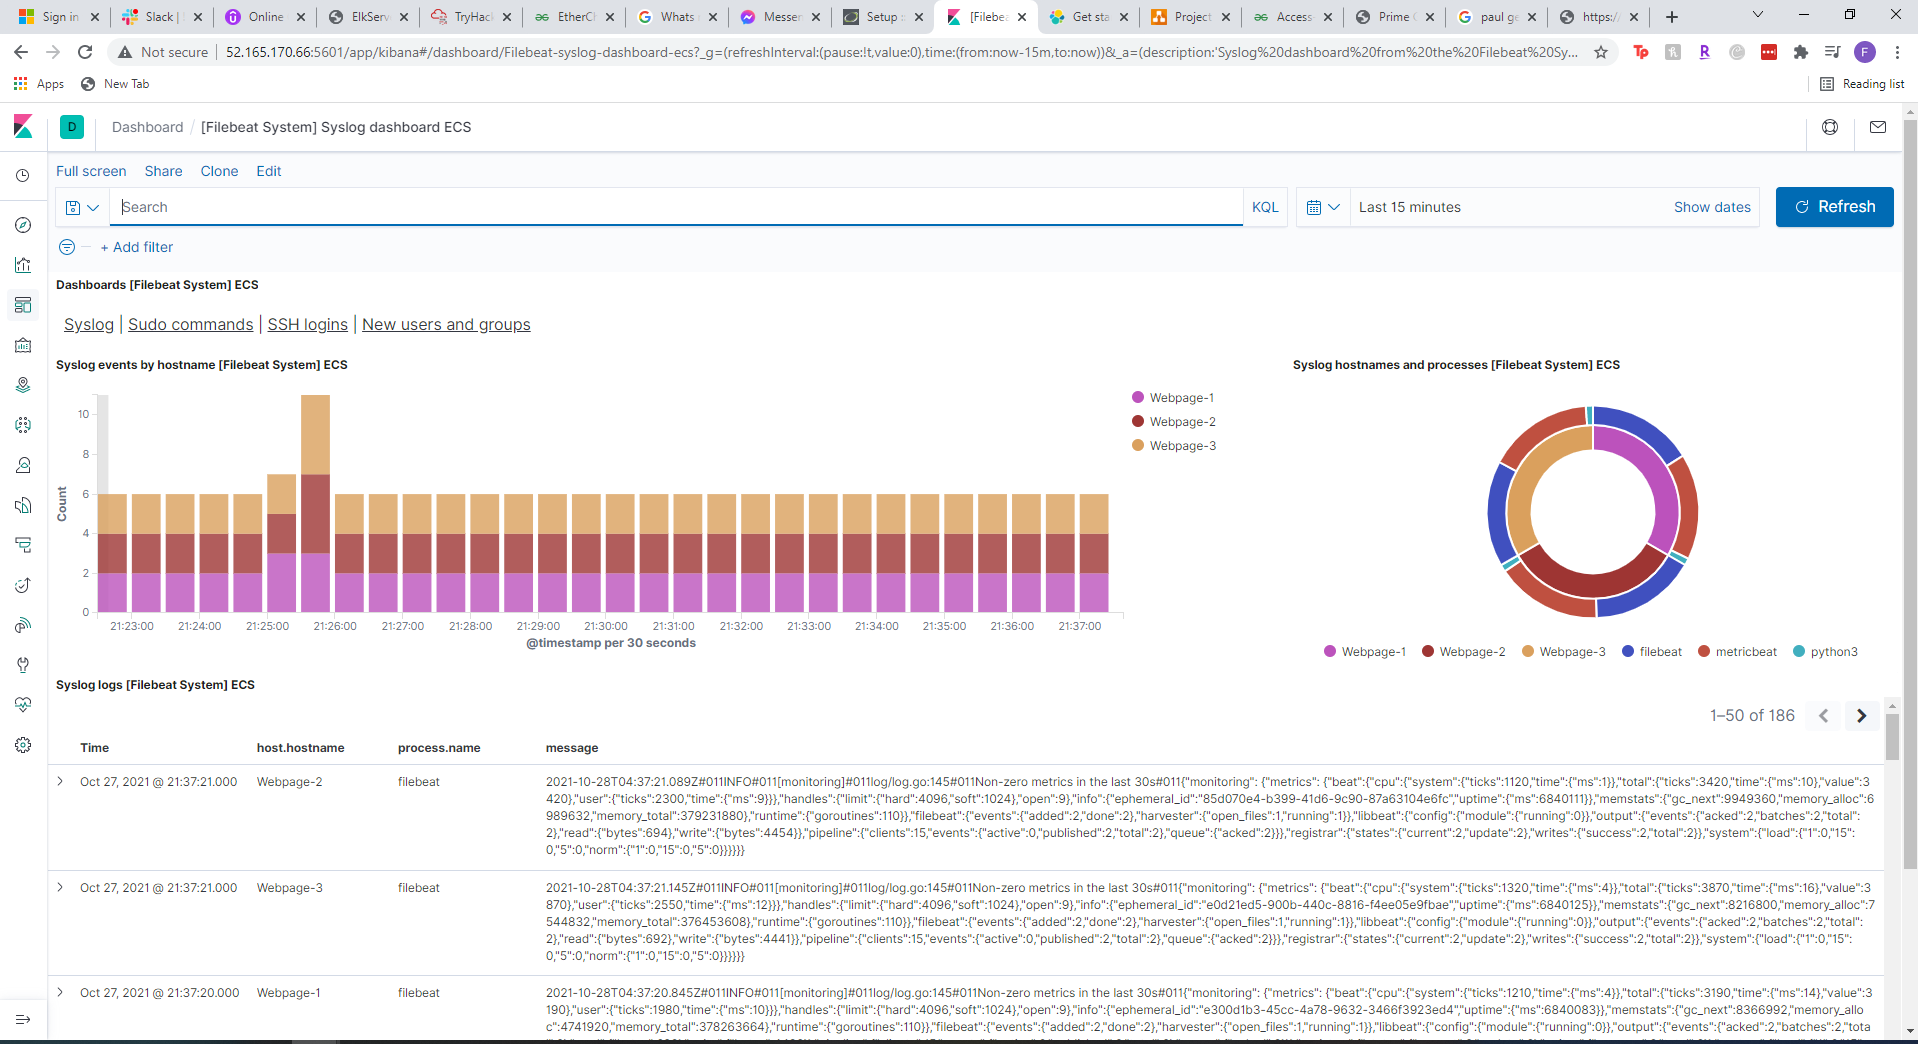 Sign in
Slack |
Online
ElkServ
TryHac
EtherCh
Whats
Messen
Setup
[Filebea
Get sta
Project
Access
Prime
paul ge
https:/
Not secure
52.165.170.66:5601/app/kibana#/dashboard/Filebeat-syslog-dashboard-ecs?_g=(refreshInterval:(pause:!t,value:0),time:(from:now-15m,to:now))&_a=(description:'Syslog%20dashboard%20from%20the%20Filebeat%20Sy...
Apps
New Tab
Reading list
D
Dashboard / [Filebeat System] Syslog dashboard ECS
Full screen Share Clone Edit
Search
KQL
Last 15 minutes
Show dates
Refresh
+ Add filter
Dashboards [Filebeat System] ECS
Syslog | Sudo commands | SSH logins | New users and groups
Syslog events by hostname [Filebeat System] ECS
Syslog hostnames and processes [Filebeat System] ECS
Count
10
8
6
4
2
0
21:23:00 21:24:00 21:25:00 21:26:00 21:27:00 21:28:00 21:29:00 21:30:00 21:31:00 21:32:00 21:33:00 21:34:00 21:35:00 21:36:00 21:37:00
@timestamp per 30 seconds
Webpage-1
Webpage-2
Webpage-3
Webpage-1 Webpage-2 Webpage-3 filebeat metricbeat python3
Syslog logs [Filebeat System] ECS
1–50 of 186
Time host.hostname process.name message
Oct 27, 2021 @ 21:37:21.000 Webpage-2 filebeat
2021-10-28T04:37:21.089Z#011INFO#011[monitoring]#011log/log.go:145#011Non-zero metrics in the last 30s#011{"monitoring": {"metrics": {"beat":{"cpu":{"system":{"ticks":1120,"time":{"ms":1}},"total":{"ticks":3420,"time":{"ms":10},"value":3
420},"user":{"ticks":2300,"time":{"ms":9}}},"handles":{"limit":{"hard":4096,"soft":1024},"open":9},"info":{"ephemeral_id":"85d070e4-b399-41d6-9c90-87a63104e6fc","uptime":{"ms":6840111}},"memstats":{"gc_next":9949360,"memory_alloc":6
989632,"memory_total":379231880},"runtime":{"goroutines":110}},"filebeat":{"events":{"added":2,"done":2},"harvester":{"open_files":1,"running":1}},"libbeat":{"config":{"module":{"running":0}},"output":{"events":{"acked":2,"batches":2,"total":
2},"read":{"bytes":694},"write":{"bytes":4454}},"pipeline":{"clients":15,"events":{"active":0,"published":2,"total":2},"queue":{"acked":2}}},"registrar":{"states":{"current":2,"update":2},"writes":{"success":2,"total":2}},"system":{"load":{"1":0,"15":
0,"5":0,"norm":{"1":0,"15":0,"5":0}}}}}}
Oct 27, 2021 @ 21:37:21.000 Webpage-3 filebeat
2021-10-28T04:37:21.145Z#011INFO#011[monitoring]#011log/log.go:145#011Non-zero metrics in the last 30s#011{"monitoring": {"metrics": {"beat":{"cpu":{"system":{"ticks":1320,"time":{"ms":4}},"total":{"ticks":3870,"time":{"ms":16},"value":3
870},"user":{"ticks":2550,"time":{"ms":12}}},"handles":{"limit":{"hard":4096,"soft":1024},"open":9},"info":{"ephemeral_id":"e0d21ed5-900b-440c-8816-f4ee05e9fbae","uptime":{"ms":6840125}},"memstats":{"gc_next":8216800,"memory_alloc":7
544832,"memory_total":376453608},"runtime":{"goroutines":110}},"filebeat":{"events":{"added":2,"done":2},"harvester":{"open_files":1,"running":1}},"libbeat":{"config":{"module":{"running":0}},"output":{"events":{"acked":2,"batches":2,"total":
2},"read":{"bytes":692},"write":{"bytes":4441}},"pipeline":{"clients":15,"events":{"active":0,"published":2,"total":2},"queue":{"acked":2}}},"registrar":{"states":{"current":2,"update":2},"writes":{"success":2,"total":2}},"system":{"load":{"1":0,"15":
0,"5":0,"norm":{"1":0,"15":0,"5":0}}}}}}
Oct 27, 2021 @ 21:37:20.000 Webpage-1 filebeat
2021-10-28T04:37:20.845Z#011INFO#011[monitoring]#011log/log.go:145#011Non-zero metrics in the last 30s#011{"monitoring": {"metrics": {"beat":{"cpu":{"system":{"ticks":1210,"time":{"ms":4}},"total":{"ticks":3190,"time":{"ms":14},"value":3
190},"user":{"ticks":1980,"time":{"ms":10}}},"handles":{"limit":{"hard":4096,"soft":1024},"open":9},"info":{"ephemeral_id":"e300d1b3-45cc-4a78-9632-3466f3923ed4","uptime":{"ms":6840083}},"memstats":{"gc_next":8366992,"memory_allo
c":4741920,"memory_total":378263664},"runtime":{"goroutines":110}},"filebeat":{"events":{"added":2,"done":2},"harvester":{"open_files":1,"running":1}},"libbeat":{"config":{"module":{"running":0}},"output":{"events":{"acked":2,"batches":2,"tota